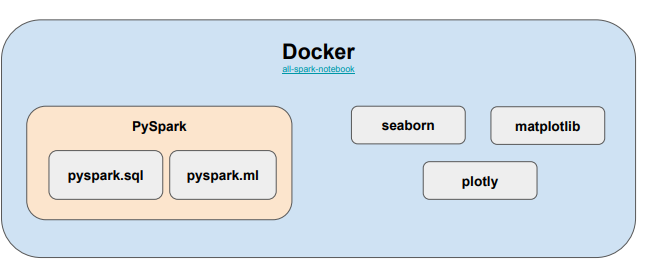 Docker
all-spark-notebook
PySpark
pyspark.sql
pyspark.ml
seaborn
matplotlib
plotly